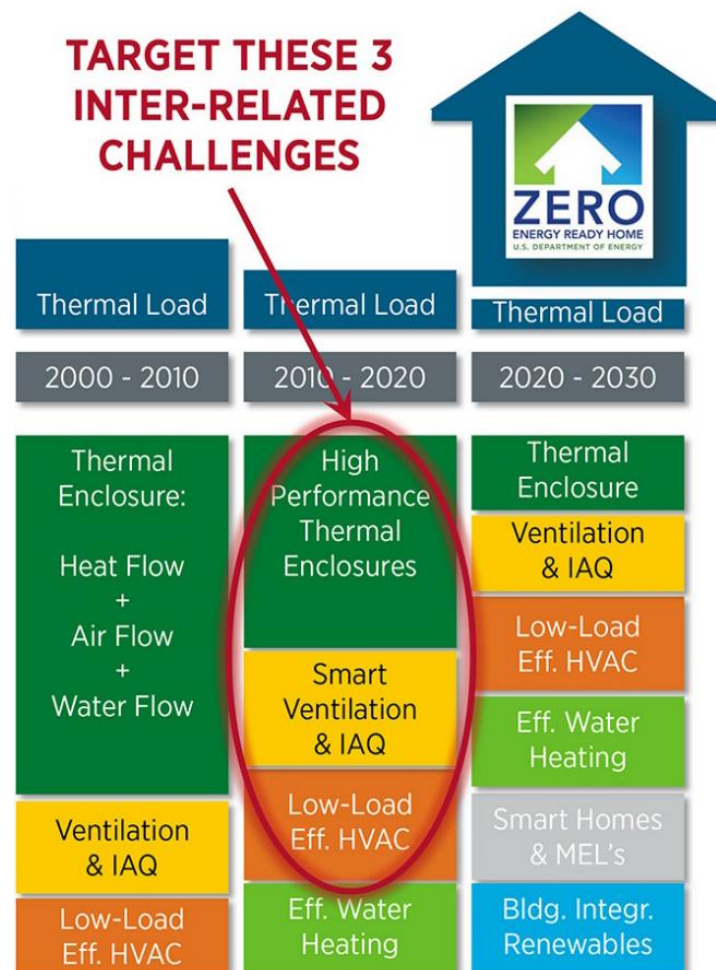 TARGET THESE 3
INTER-RELATED
CHALLENGES
ZERO
ENERGY READY HOME
U.S. DEPARTMENT OF ENERGY
Thermal Load
Thermal Load
Thermal Load
2000 - 2010
2010 - 2020
2020 - 2030
Thermal
Enclosure:
Heat Flow
+
Air Flow
+
Water Flow
Ventilation
& IAQ
Low-Load
Eff. HVAC
High
Performance
Thermal
Enclosures
Smart
Ventilation
& IAQ
Low-Load
Eff. HVAC
Eff. Water
Heating
Thermal
Enclosure
Ventilation
& IAQ
Low-Load
Eff. HVAC
Eff. Water
Heating
Smart Homes
& MEL's
Bldg. Integr.
Renewables